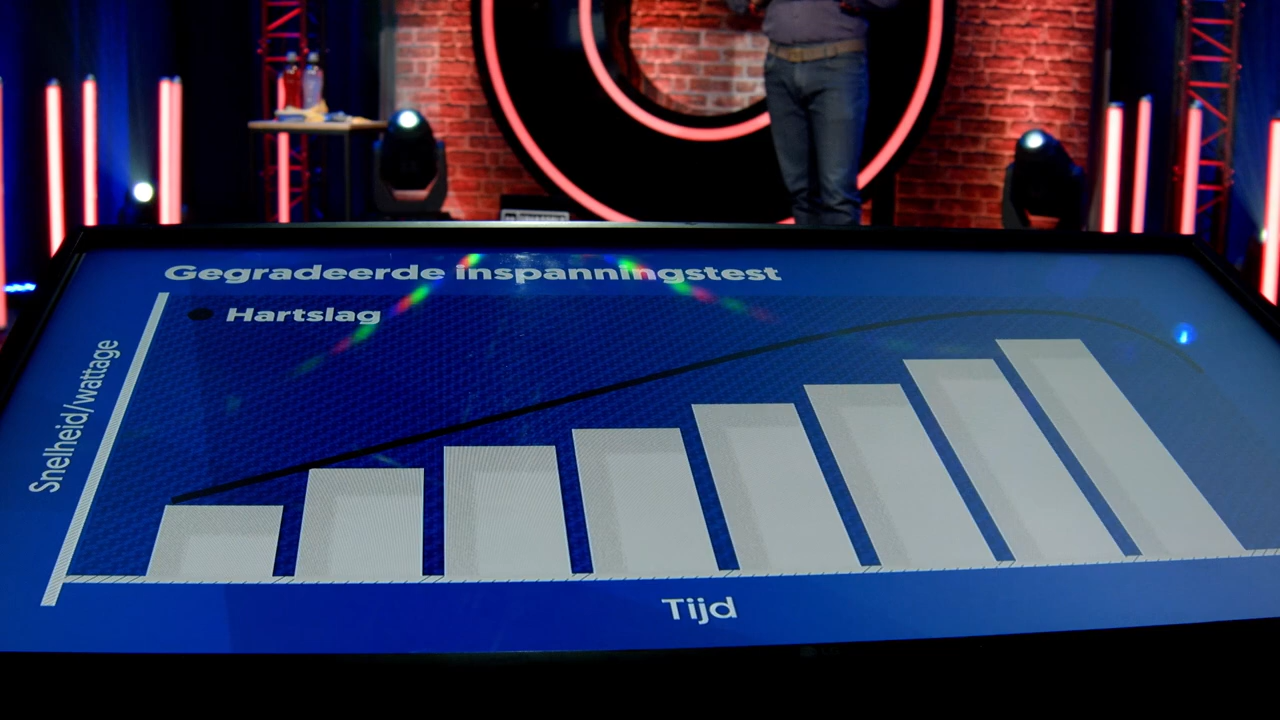 Gegradeerde inspanningstest
Hartslag
Snelheid/wattage
Tijd